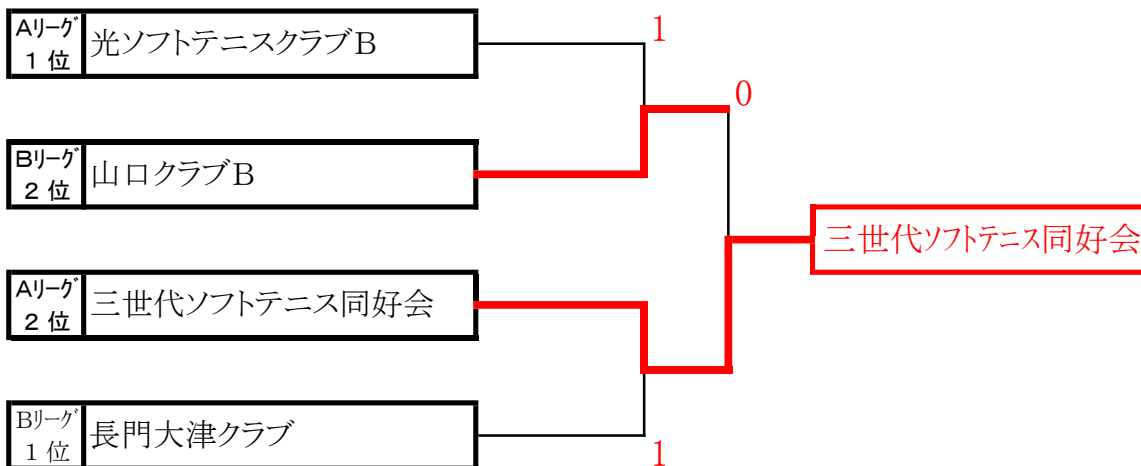 Aリーグ
1 位
光ソフトテニスクラブB
1
0
Bリーグ
2 位
山口クラブB
三世代ソフトテニス同好会
Aリーグ
2 位
三世代ソフトテニス同好会
Bリーグ
1 位
長門大津クラブ
1